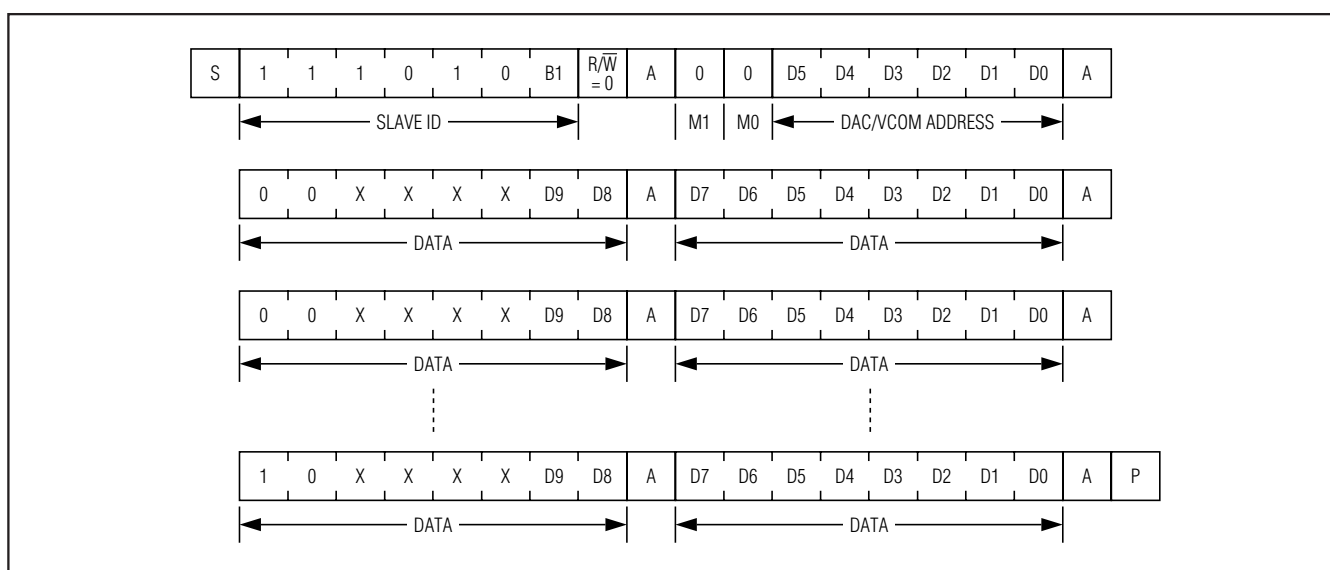 S 1 1 1 0 1 0 B1 R/W̅ = 0 A 0 0 D5 D4 D3 D2 D1 D0 A
SLAVE ID M1 M0 DAC/VCOM ADDRESS
0 0 X X X X D9 D8 A D7 D6 D5 D4 D3 D2 D1 D0 A
DATA DATA
0 0 X X X X D9 D8 A D7 D6 D5 D4 D3 D2 D1 D0 A
DATA DATA
1 0 X X X X D9 D8 A D7 D6 D5 D4 D3 D2 D1 D0 A P
DATA DATA